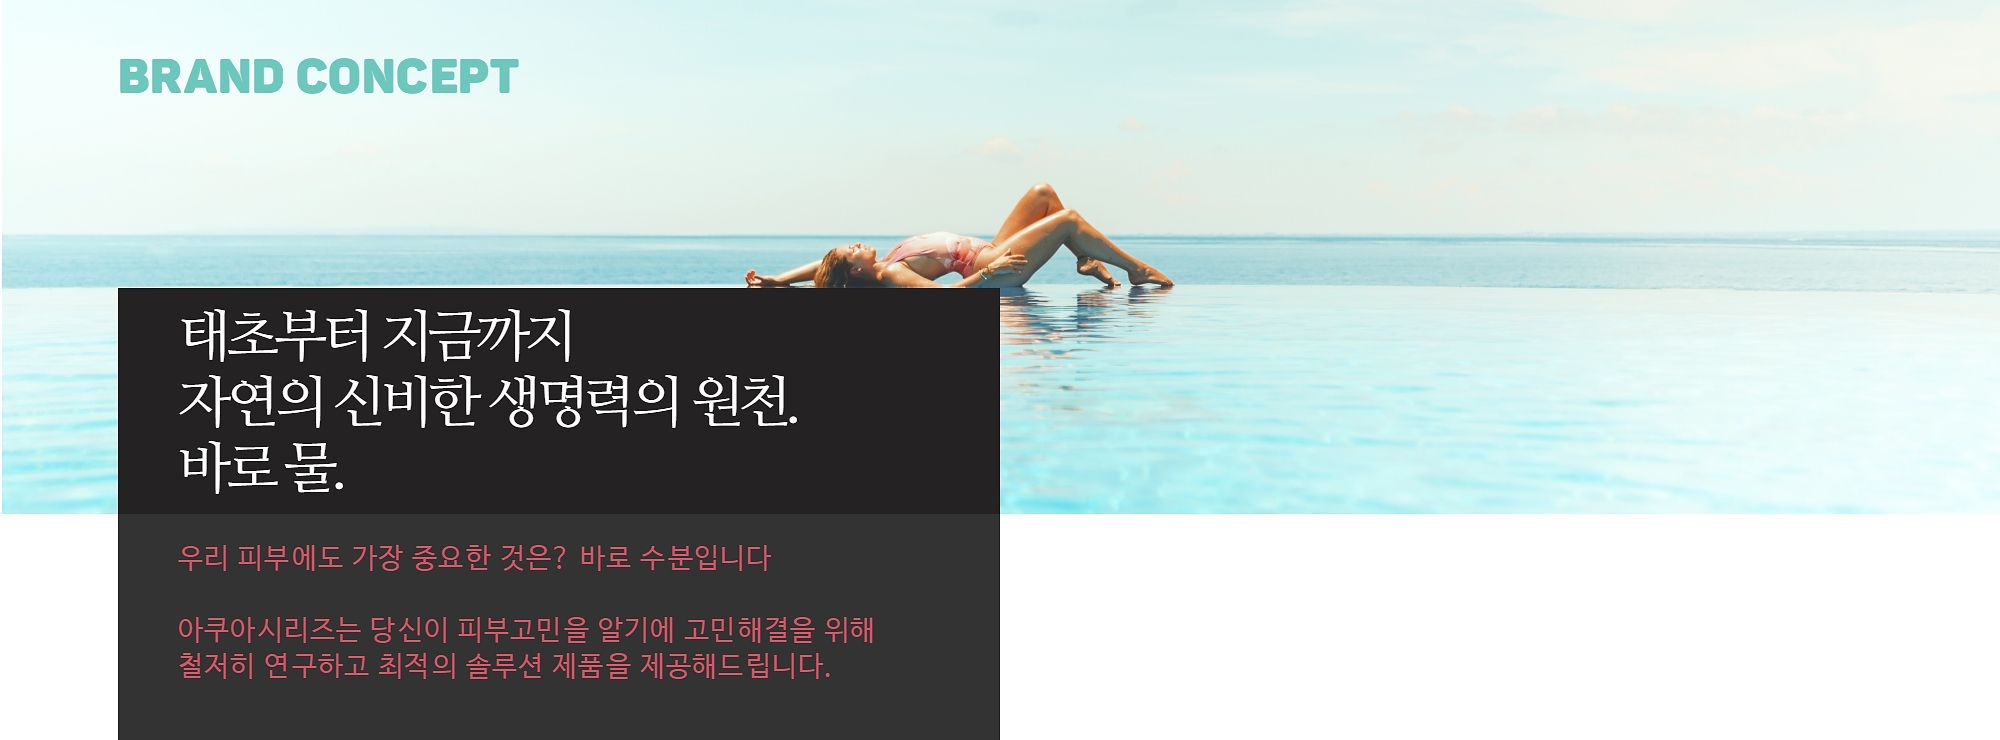 BRAND CONCEPT
태초부터 지금까지
자연의 신비한 생명력의 원천.
바로 물.
우리 피부에도 가장 중요한 것은? 바로 수분입니다
아쿠아시리즈는 당신이 피부고민을 알기에 고민해결을 위해
철저히 연구하고 최적의 솔루션 제품을 제공해드립니다.